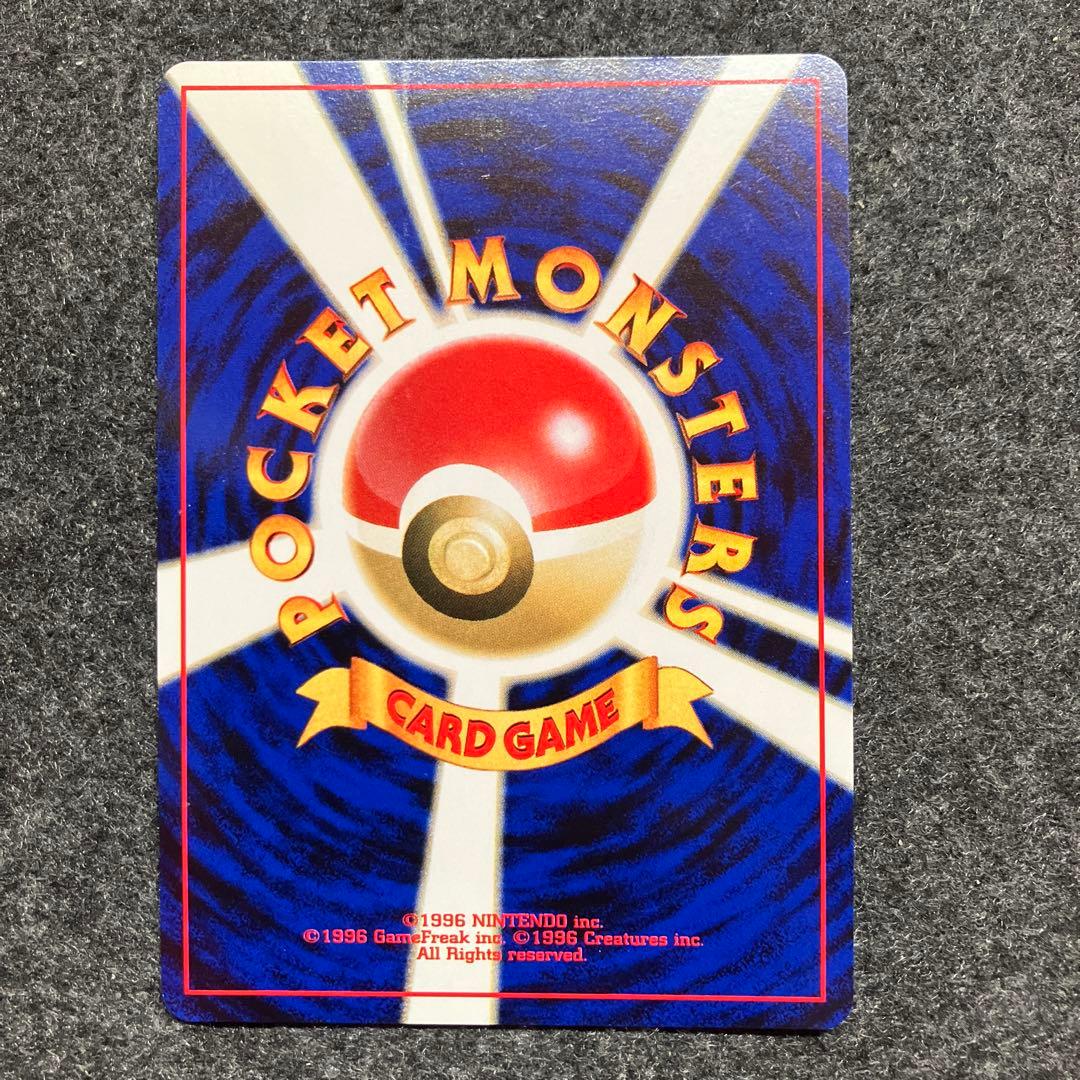 POCKET MONSTERS
CARD GAME
©1996 NINTENDO inc.
©1996 GameFreak inc. ©1996 Creatures inc.
All Rights reserved.